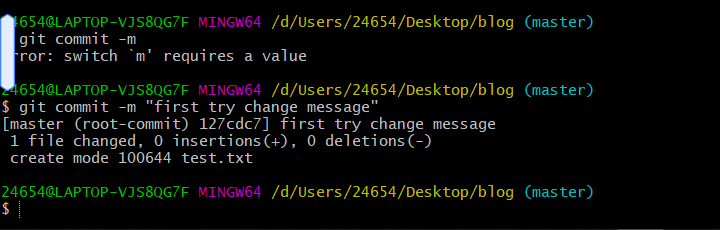 24654@LAPTOP-VJS8QG7F MINGW64 /d/Users/24654/Desktop/blog (master)
git commit -m
rror: switch `m' requires a value
24654@LAPTOP-VJS8QG7F MINGW64 /d/Users/24654/Desktop/blog (master)
$ git commit -m "first try change message"
[master (root-commit) 127cdc7] first try change message
1 file changed, 0 insertions(+), 0 deletions(-)
create mode 100644 test.txt
24654@LAPTOP-VJS8QG7F MINGW64 /d/Users/24654/Desktop/blog (master)
$